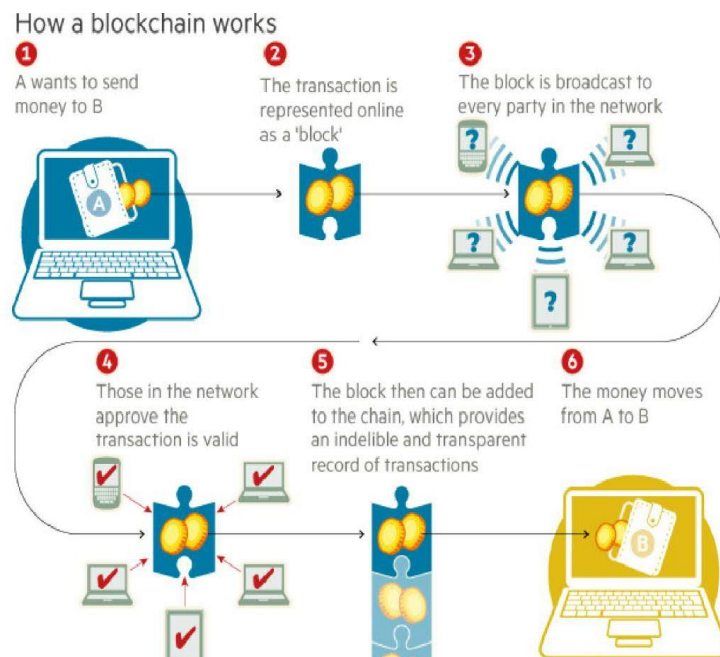 How a blockchain works
1
A wants to send
money to B
2
The transaction is
represented online
as a 'block'
3
The block is broadcast to
every party in the network
A
?
?
?
?
?
4
Those in the network
approve the
transaction is valid
5
The block then can be added
to the chain, which provides
an indelible and transparent
record of transactions
6
The money moves
from A to B
B